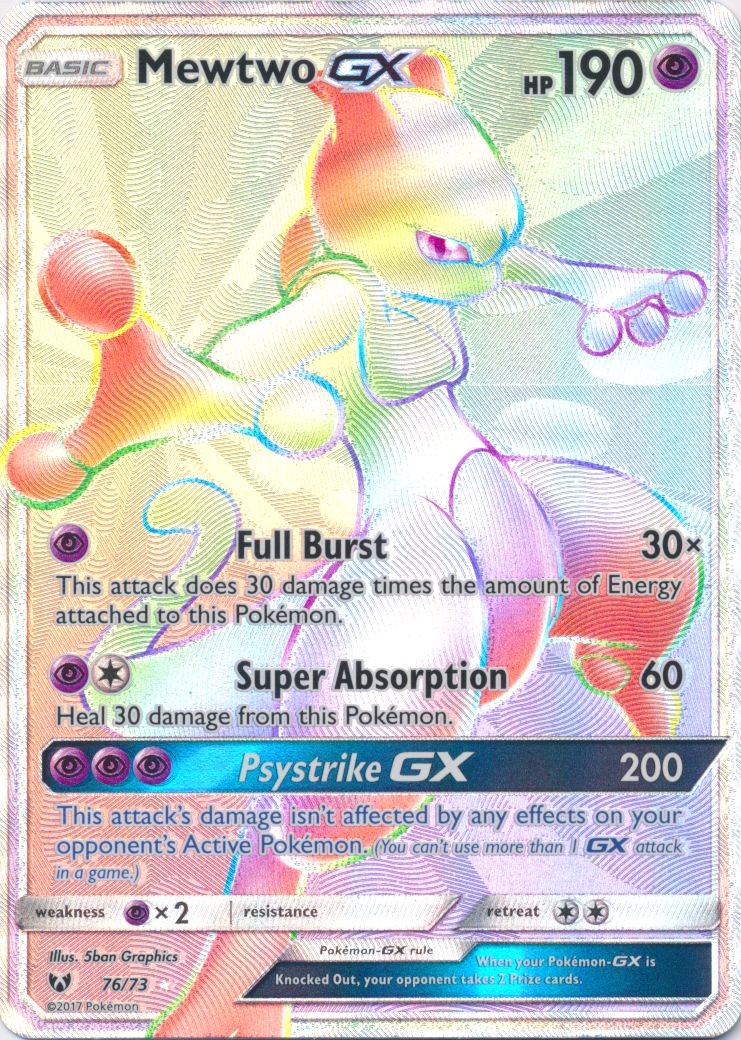 BASIC Mewtwo GX HP 190
Full Burst 30×
This attack does 30 damage times the amount of Energy
attached to this Pokémon.
Super Absorption 60
Heal 30 damage from this Pokémon.
Psystrike GX 200
This attack's damage isn't affected by any effects on your
opponent's Active Pokémon. (You can't use more than 1 GX attack
in a game.)
weakness ×2 resistance retreat
Illus. 5ban Graphics
76/73
©2017 Pokémon
Pokémon-GX rule
When your Pokémon-GX is
Knocked Out, your opponent takes 2 Prize cards.